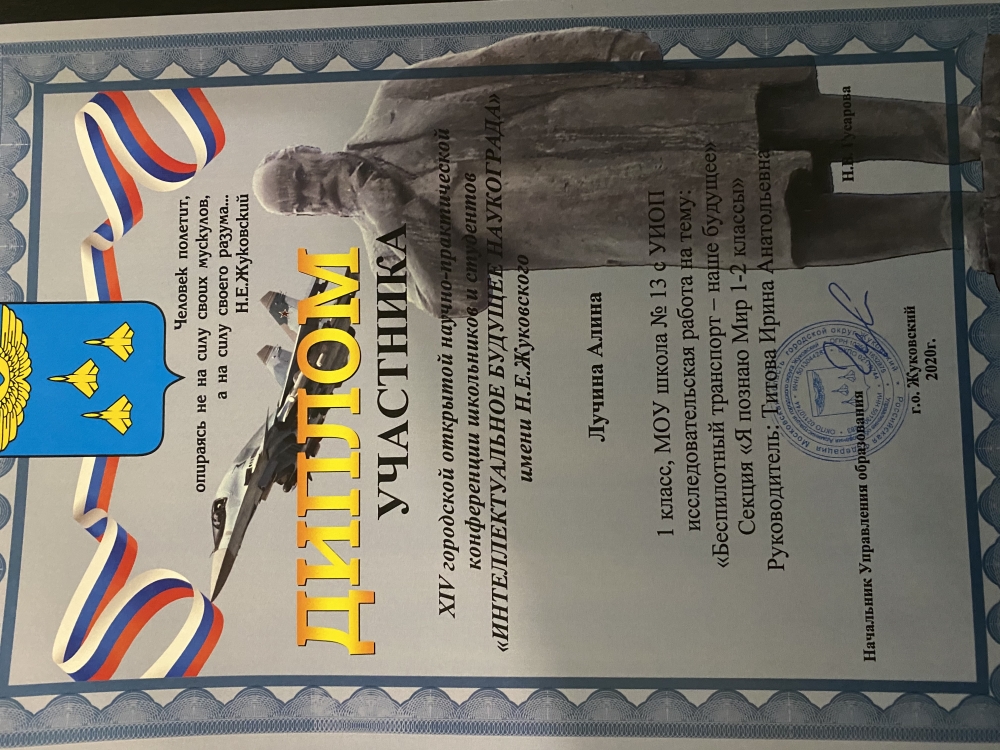 Человек полетит,
опираясь не на силу своих мускулов,
а на силу своего разума...
Н.Е.Жуковский
ДИПЛОМ
УЧАСТНИКА
XIV городской открытой научно-практической
конференции школьников и студентов
«ИНТЕЛЛЕКТУАЛЬНОЕ БУДУЩЕЕ НАУКОГРАДА»
имени Н.Е.Жуковского
Лучина Алина
1 класс, МОУ школа № 13 с УИОП
исследовательская работа на тему:
«Беспилотный транспорт – наше будущее»
Секция «Я познаю Мир 1-2 классы»
Руководитель: Титова Ирина Анатольевна
Начальник Управления образования Н.В. Гусарова
г.о. Жуковский
2020г.